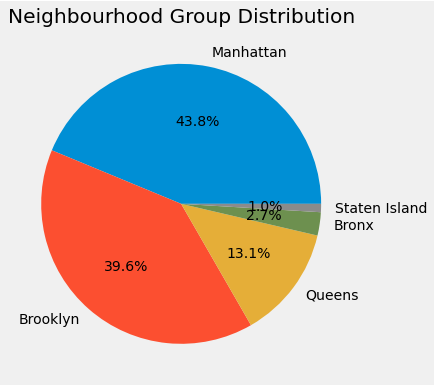 Neighbourhood Group Distribution
Manhattan
43.8%
1.0%
Staten Island
2.7%
Bronx
13.1%
39.6%
Queens
Brooklyn